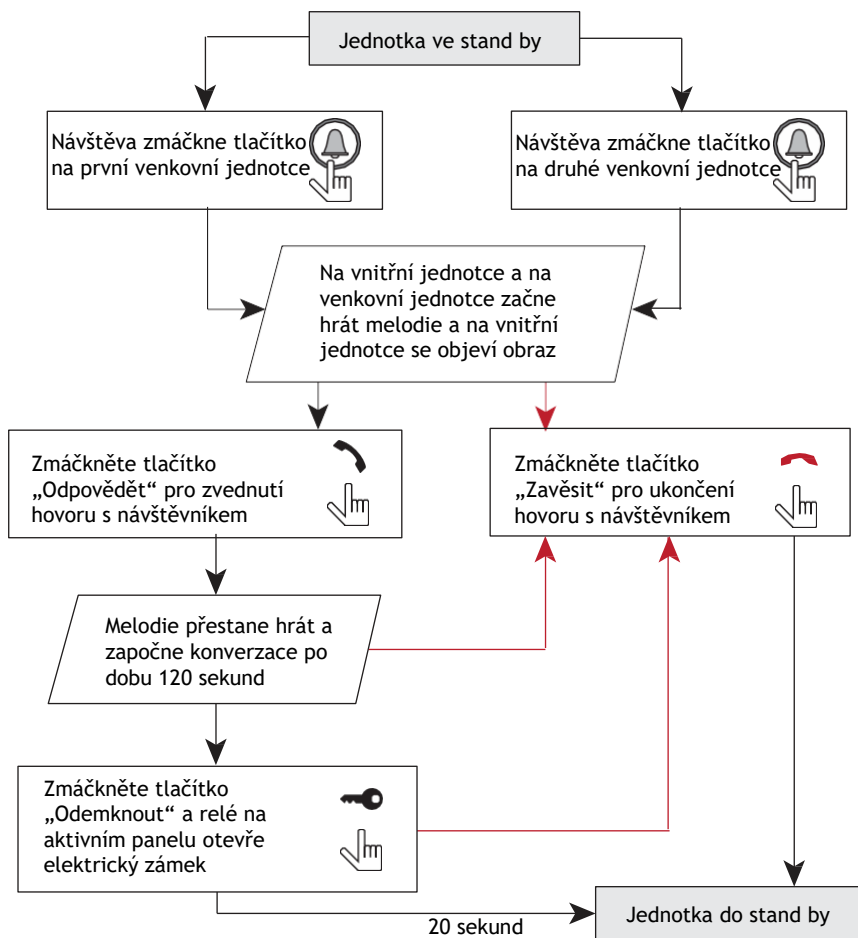 Jednotka ve stand by
Návštěva zmáčkne tlačítko
na první venkovní jednotce
Návštěva zmáčkne tlačítko
na druhé venkovní jednotce
Na vnitřní jednotce a na
venkovní jednotce začne
hrát melodie a na vnitřní
jednotce se objeví obraz
Zmáčkněte tlačítko
„Odpovědět“ pro zvednutí
hovoru s návštěvníkem
Zmáčkněte tlačítko
„Zavěsit“ pro ukončení
hovoru s návštěvníkem
Melodie přestane hrát a
započne konverzace po
dobu 120 sekund
Zmáčkněte tlačítko
„Odemknout“ a relé na
aktivním panelu otevře
elektrický zámek
20 sekund
Jednotka do stand by